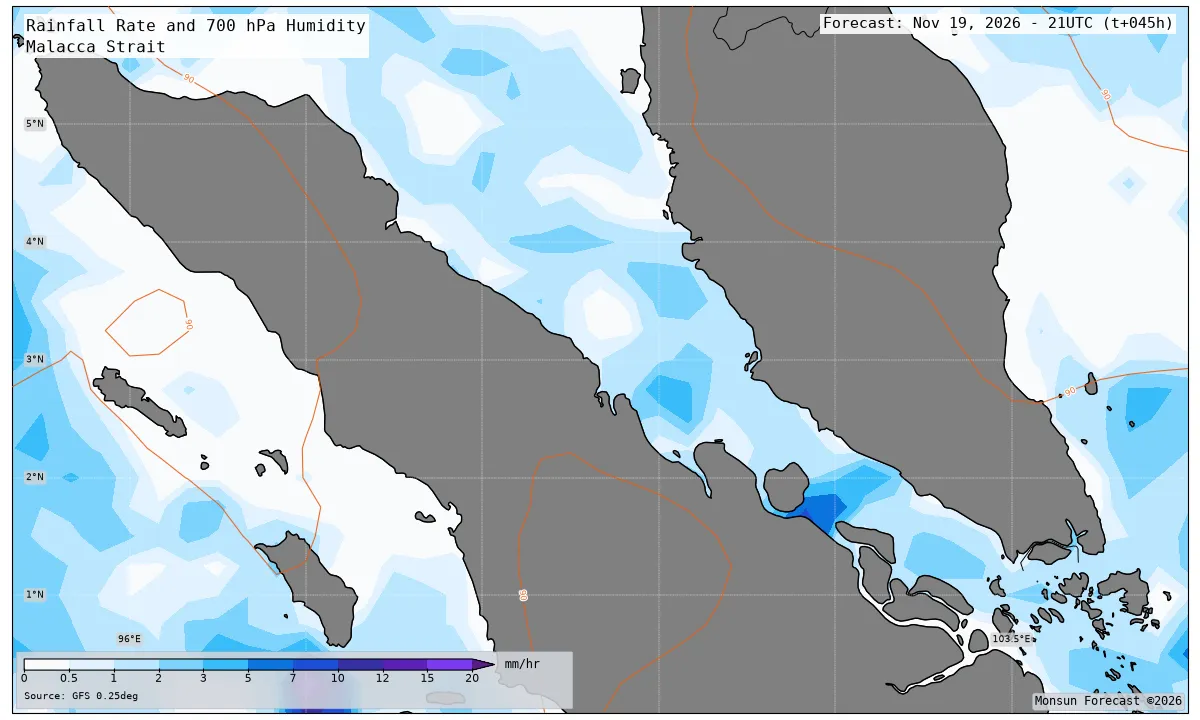 Rainfall Rate and 700 hPa Humidity
Malacca Strait
Forecast: Nov 19, 2026 - 21UTC (t+045h)
90
90
5°N
4°N
90
3°N
90
2°N
90
1°N
96°E
103.5°E
mm/hr
0 0.5 1 2 3 5 7 10 12 15 20
Source: GFS 0.25deg
Monsun Forecast ©2026